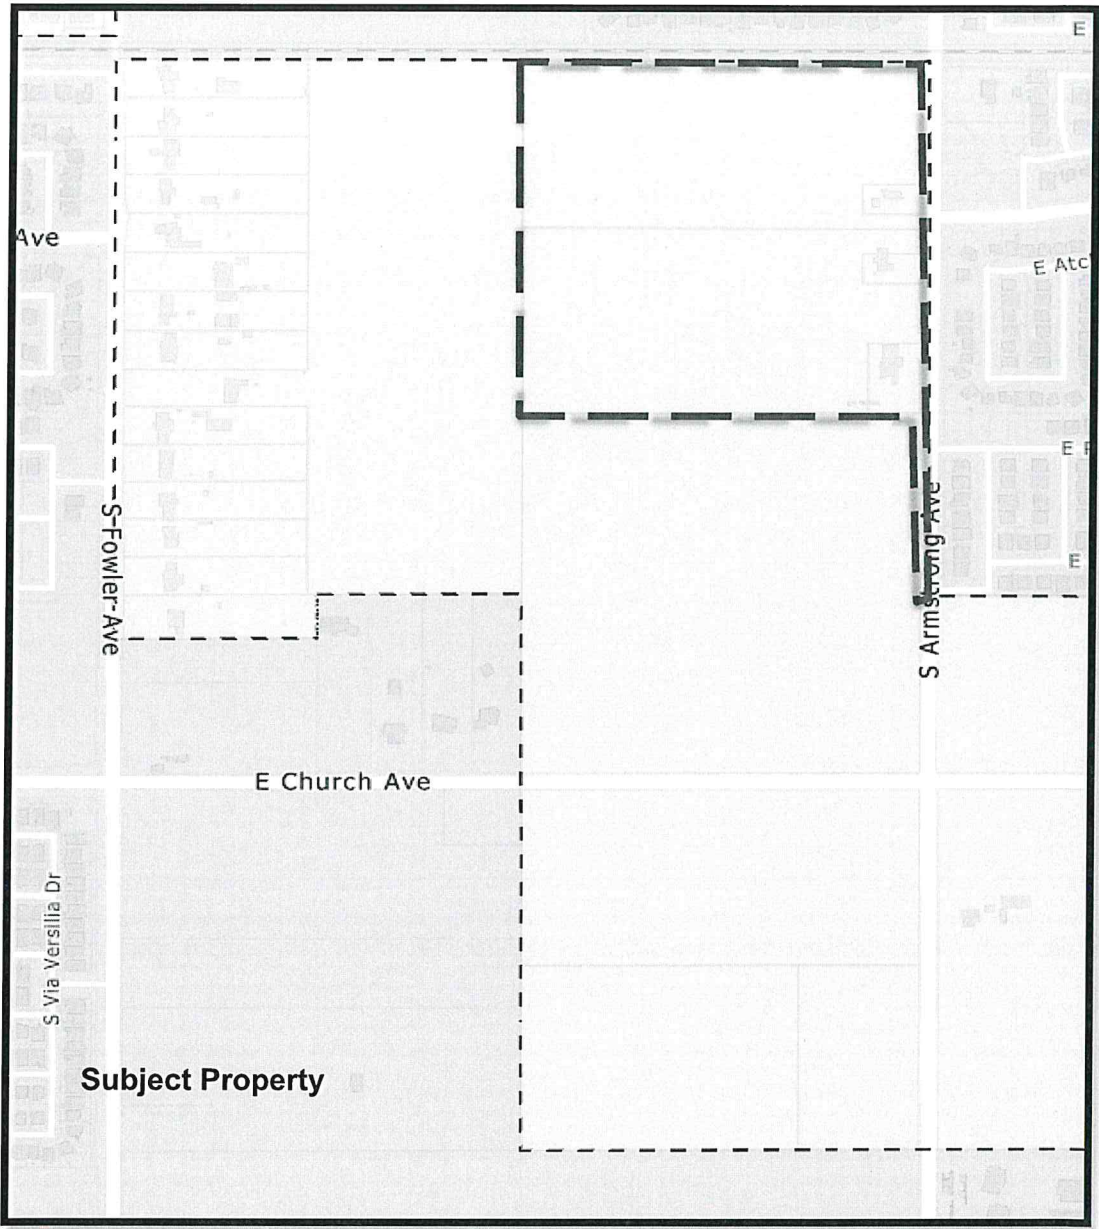 E
Ave
E Atc
E
S Fowler Ave
S Armstrong Ave
E
E Church Ave
S Via Versilia Dr
Subject Property